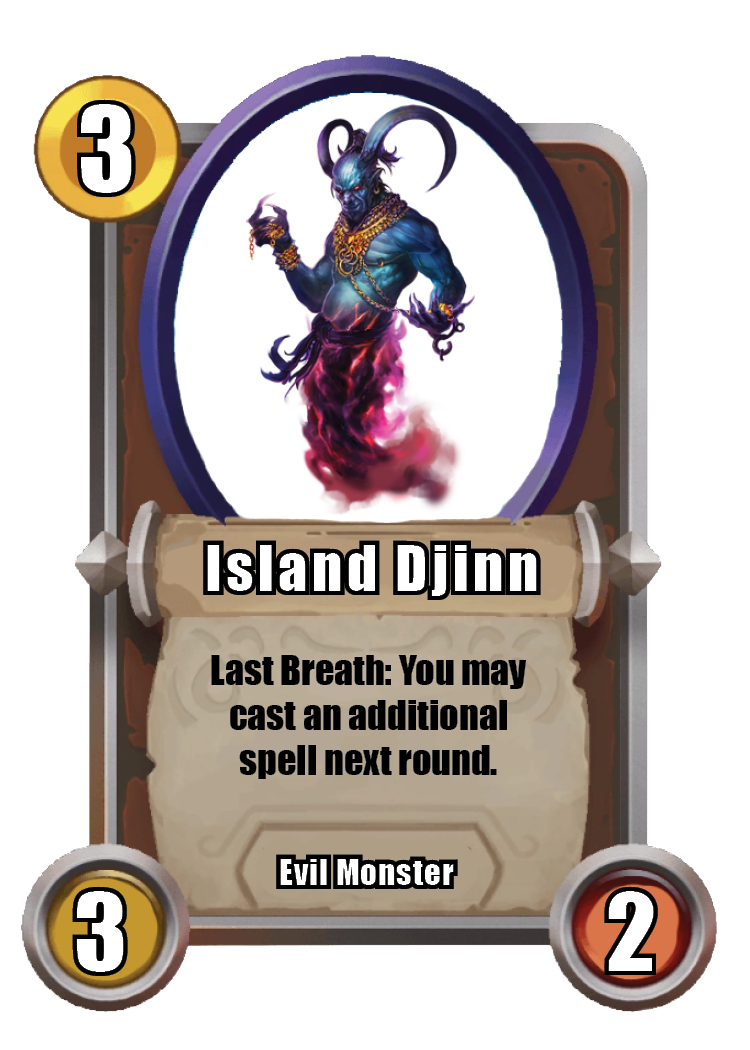 3
Island Djinn
Last Breath: You may
cast an additional
spell next round.
Evil Monster
3
2